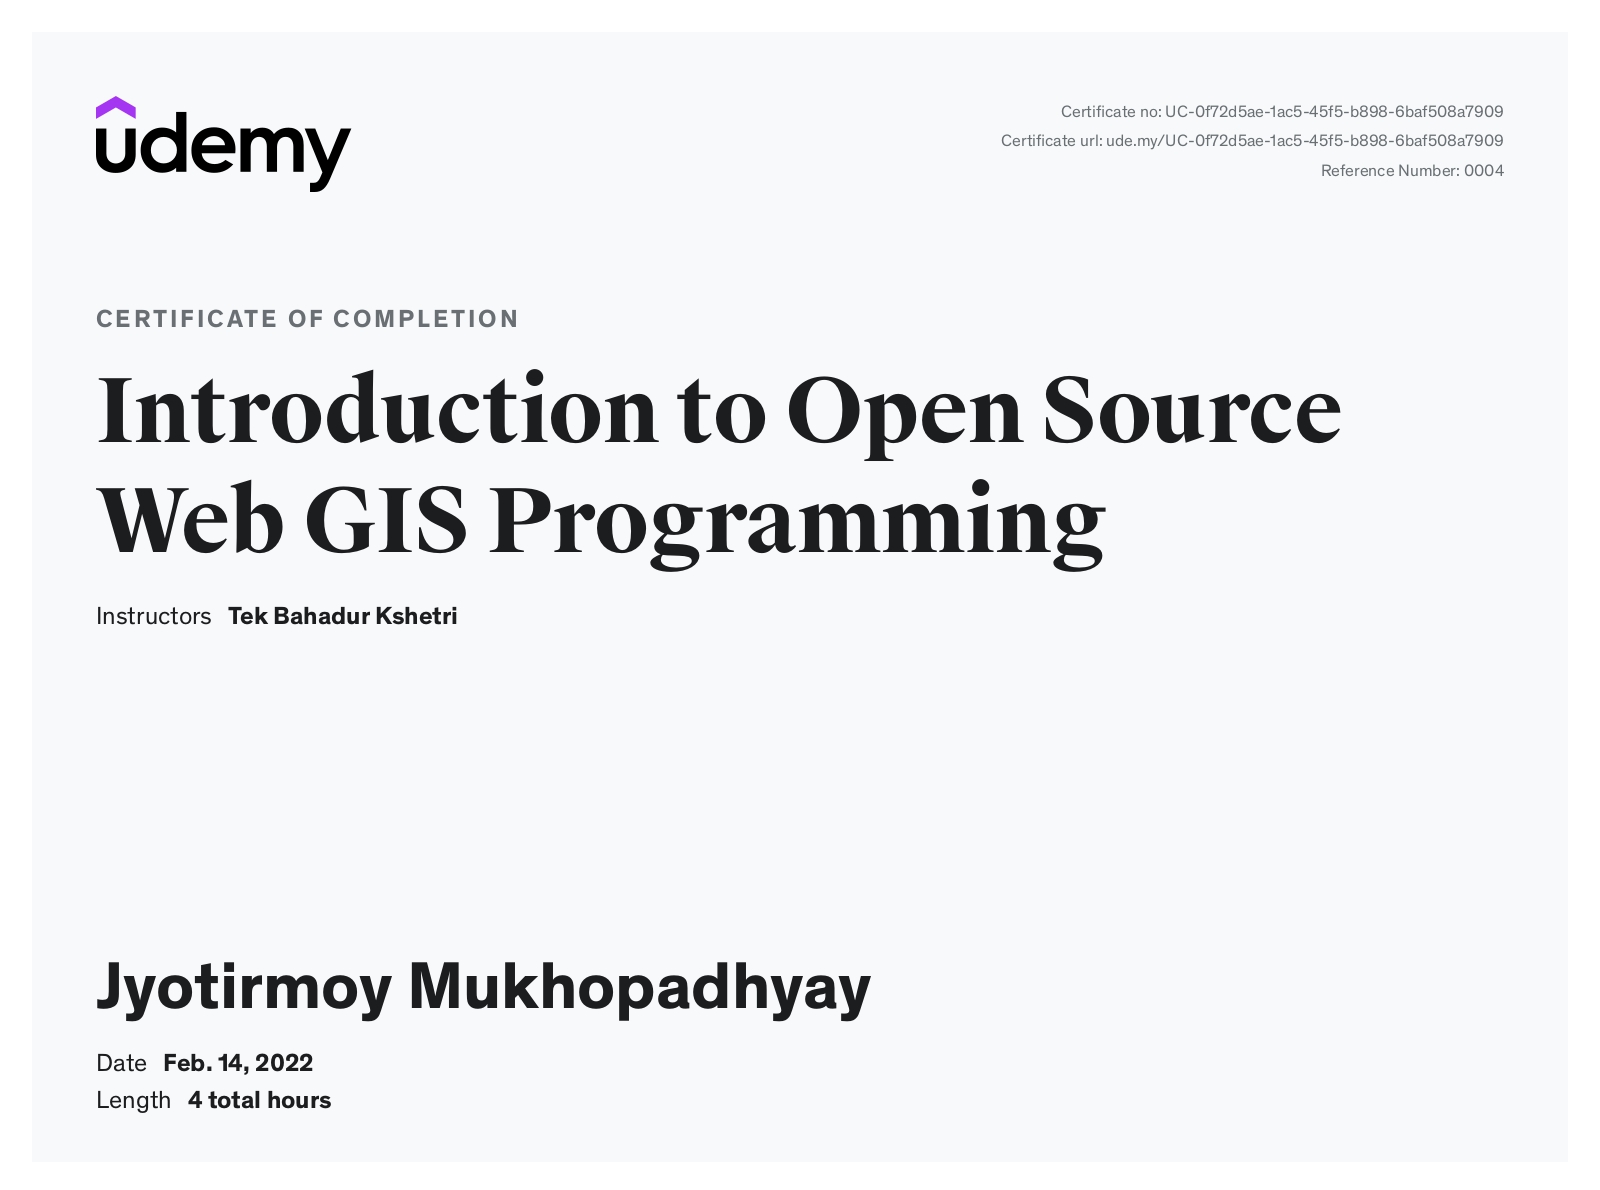 udemy
Certificate no: UC-0f72d5ae-1ac5-45f5-b898-6baf508a7909
Certificate url: ude.my/UC-0f72d5ae-1ac5-45f5-b898-6baf508a7909
Reference Number: 0004
CERTIFICATE OF COMPLETION
Introduction to Open Source
Web GIS Programming
Instructors Tek Bahadur Kshetri
Jyotirmoy Mukhopadhyay
Date Feb. 14, 2022
Length 4 total hours